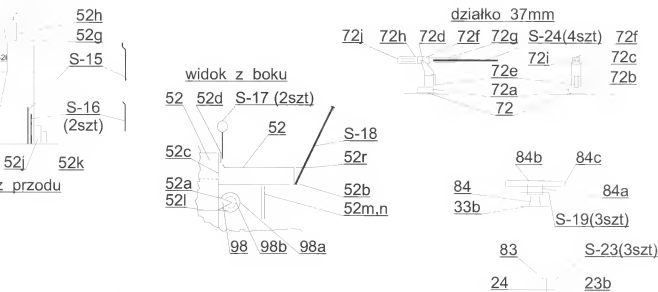 52h
52g
S-15
S-16
(2szt)
52j 52k
z przodu
widok z boku
52 52d S-17 (2szt)
52 S-18
52c 52r
52a 52b
52l 52m,n
98 98b 98a
działko 37mm
72j 72h 72d 72f 72g S-24(4szt) 72f
72i 72c
72e 72b
72a
72
84b 84c
84 84a
33b
S-19(3szt)
83 S-23(3szt)
24 23b